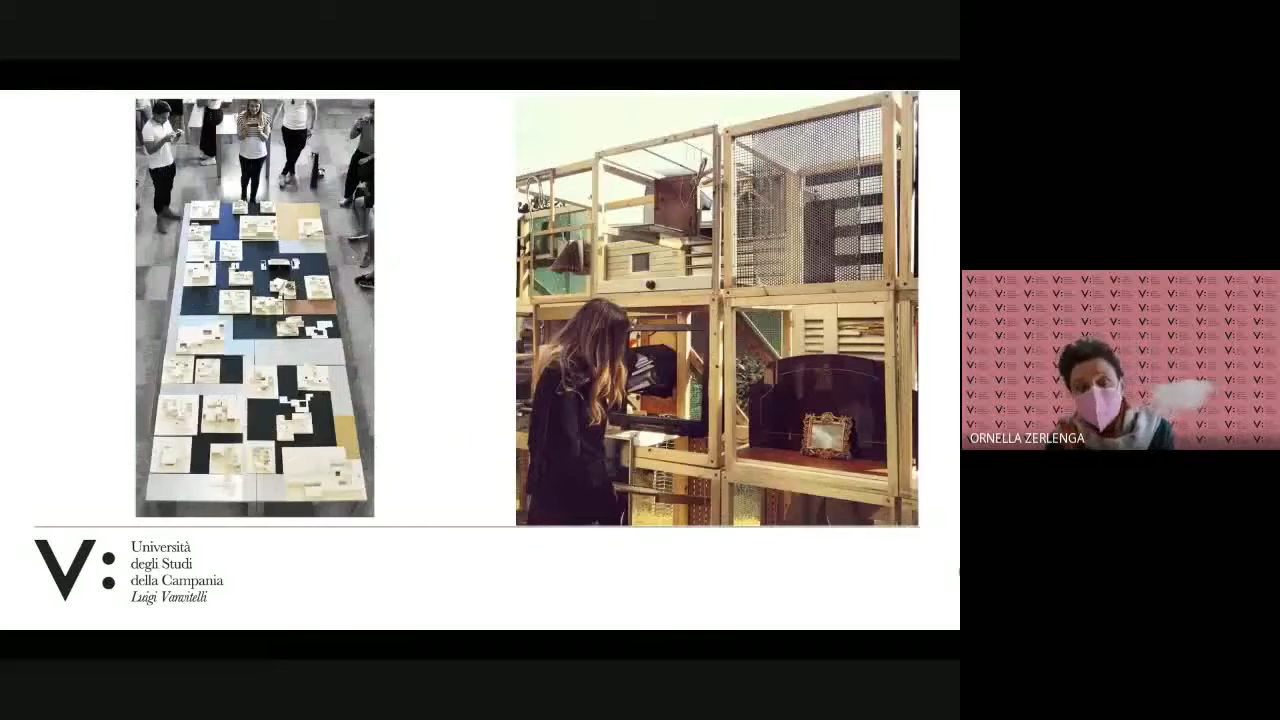 V:
Università
degli Studi
della Campania
Luigi Vanvitelli
ORNELLA ZERLENGA